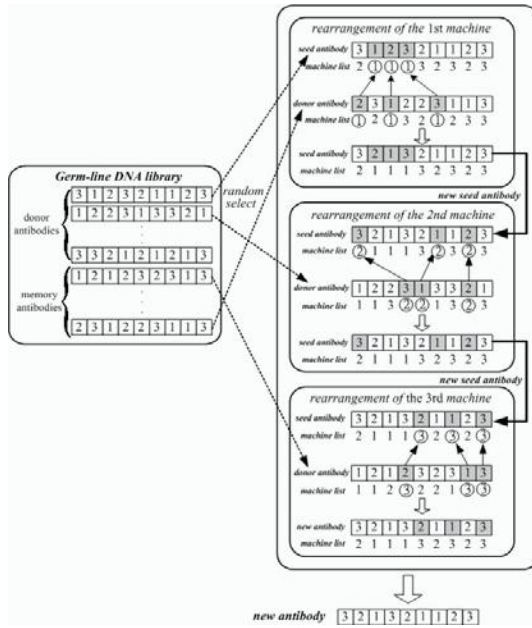 rearrangement of the 1st machine
seed antibody 3 1 2 3 2 1 1 2 3
machine list 2 1 1 1 3 2 3 2 3
donor antibody 2 3 1 2 2 3 1 1 3
machine list 1 2 1 3 2 1 2 3 3
seed antibody 3 2 1 3 2 1 1 2 3
machine list 2 1 1 1 3 2 3 2 3
new seed antibody
Germ-line DNA library
3 1 2 3 2 1 1 2 3
1 2 2 3 1 3 3 2 1
donor antibodies
3 3 2 1 2 2 1 3 3
1 2 1 2 3 2 3 1 3
memory antibodies
2 3 1 2 2 3 1 1 3
random select
rearrangement of the 2nd machine
seed antibody 3 2 1 3 2 1 1 2 3
machine list 2 1 1 1 3 2 3 2 3
donor antibody 1 2 2 3 1 3 3 2 1
machine list 1 1 3 2 2 1 3 2 3
seed antibody 3 2 1 3 2 1 1 2 3
machine list 2 1 1 1 3 2 3 2 3
new seed antibody
rearrangement of the 3rd machine
seed antibody 3 2 1 3 2 1 1 2 3
machine list 2 1 1 1 3 2 3 2 3
donor antibody 1 2 1 2 3 2 3 1 3
machine list 1 1 2 3 2 2 1 3 3
new antibody 3 2 1 3 2 1 1 2 3
machine list 2 1 1 1 3 2 3 2 3
new antibody 3 2 1 3 2 1 1 2 3